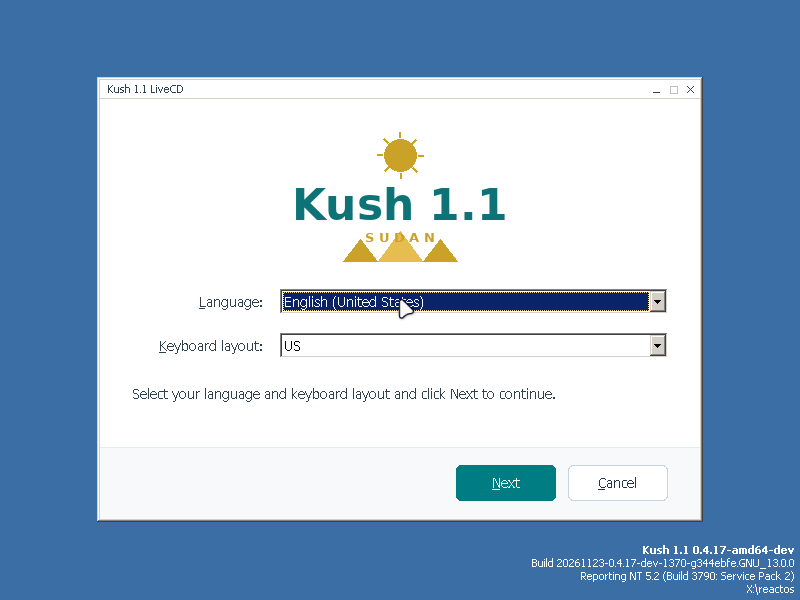 Kush 1.1 LiveCD
Kush 1.1
SUDAN
Language: English (United States)
Keyboard layout: US
Select your language and keyboard layout and click Next to continue.
Next Cancel
Kush 1.1 0.4.17-amd64-dev
Build 20261123-0.4.17-dev-1370-g344ebfe.GNU_13.0.0
Reporting NT 5.2 (Build 3790: Service Pack 2)
X:\reactos